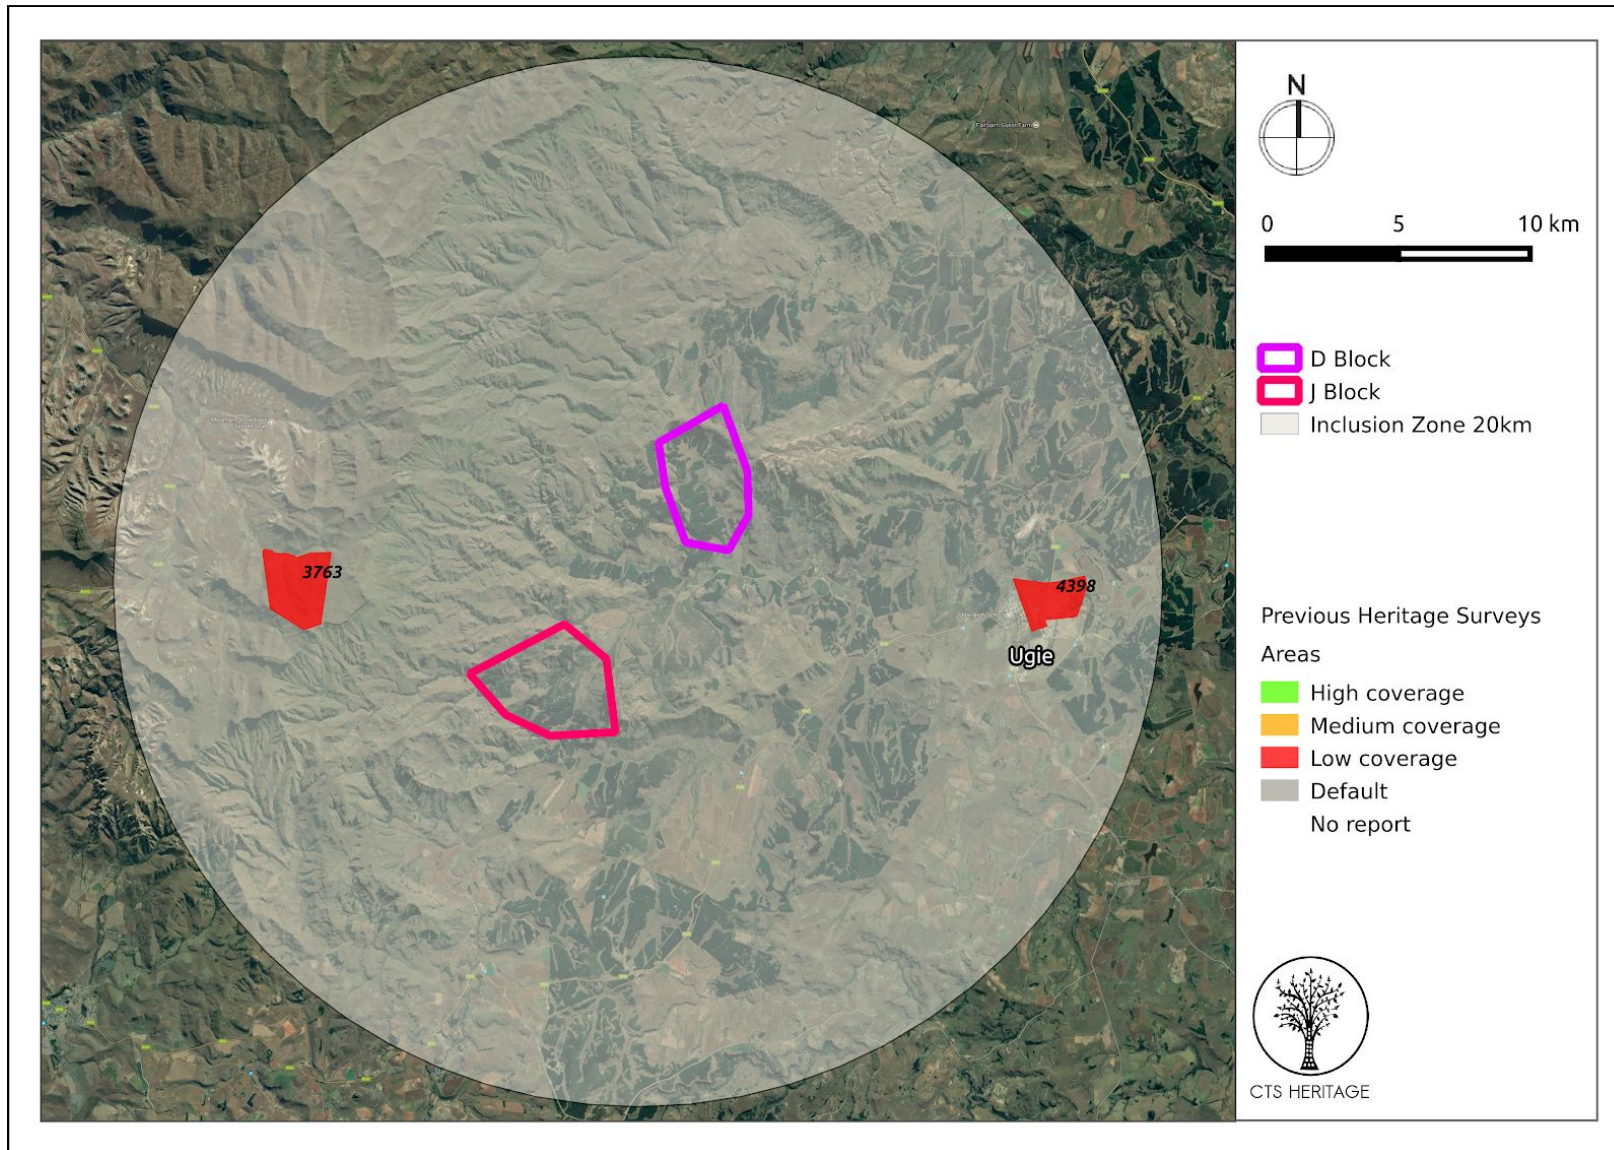 N
0 5 10 km
D Block
J Block
Inclusion Zone 20km
Previous Heritage Surveys
Areas
High coverage
Medium coverage
Low coverage
Default
No report
CTS HERITAGE
3763
4398
Ugie